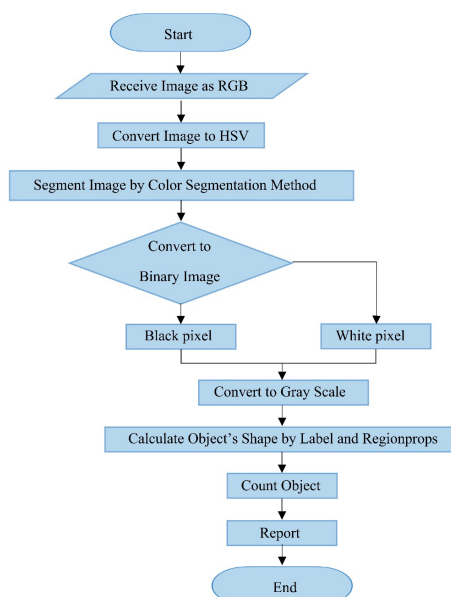 Start
Receive Image as RGB
Convert Image to HSV
Segment Image by Color Segmentation Method
Convert to
Binary Image
Black pixel
White pixel
Convert to Gray Scale
Calculate Object's Shape by Label and Regionprops
Count Object
Report
End